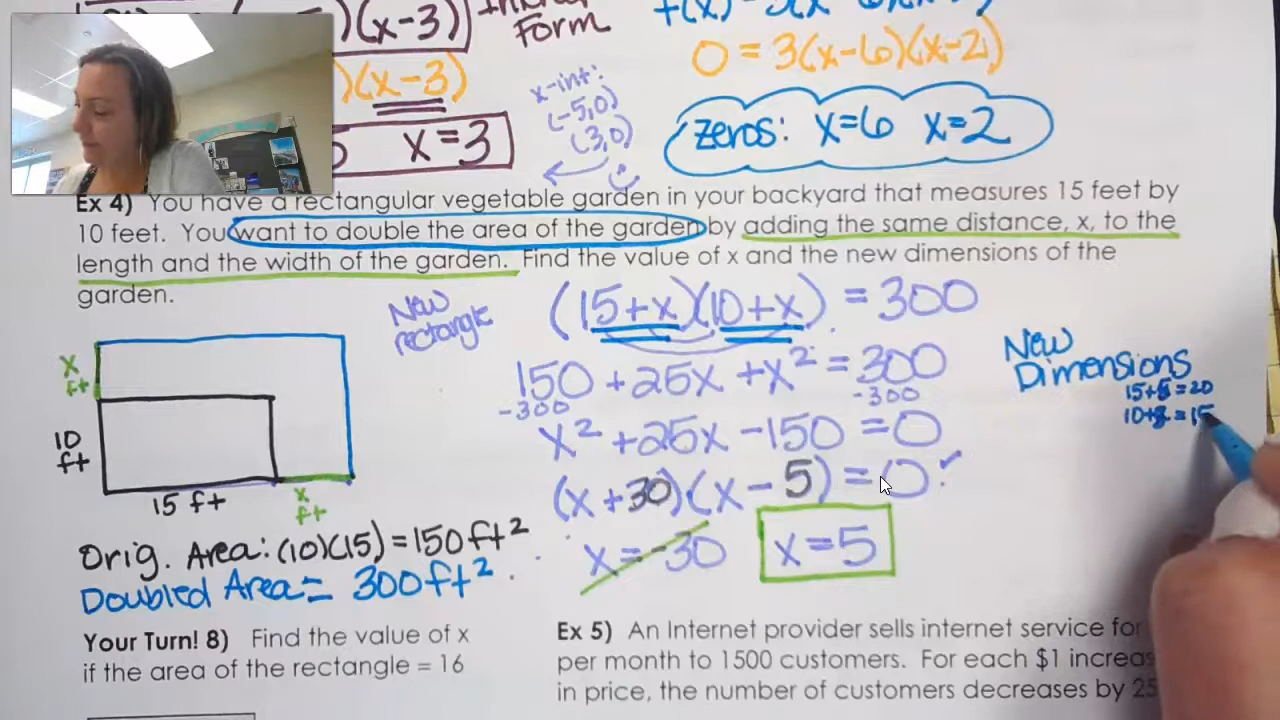 )(x-3)
Form
)(x-3)
x=3
x-int:
(-5,0)
(3,0)
0 = 3(x-6)(x-2)
zeros: x=6 x=2
Ex 4) You have a rectangular vegetable garden in your backyard that measures 15 feet by
10 feet. You want to double the area of the garden by adding the same distance, x, to the
length and the width of the garden. Find the value of x and the new dimensions of the
garden.
New
rectangle
(15+x)(10+x) = 300
150 +25x +x² = 300
-300 -300
x² +25x -150 =0
(x+30)(x-5)=0
x=-30 x=5
New
Dimensions
15+5=20
10+5=15
x
ft
10
ft
15 ft
x
ft
Orig. Area: (10)(15)=150ft²
Doubled Area= 300ft².
Your Turn! 8) Find the value of x
if the area of the rectangle = 16
Ex 5) An Internet provider sells internet service for
per month to 1500 customers. For each $1 increas
in price, the number of customers decreases by 25